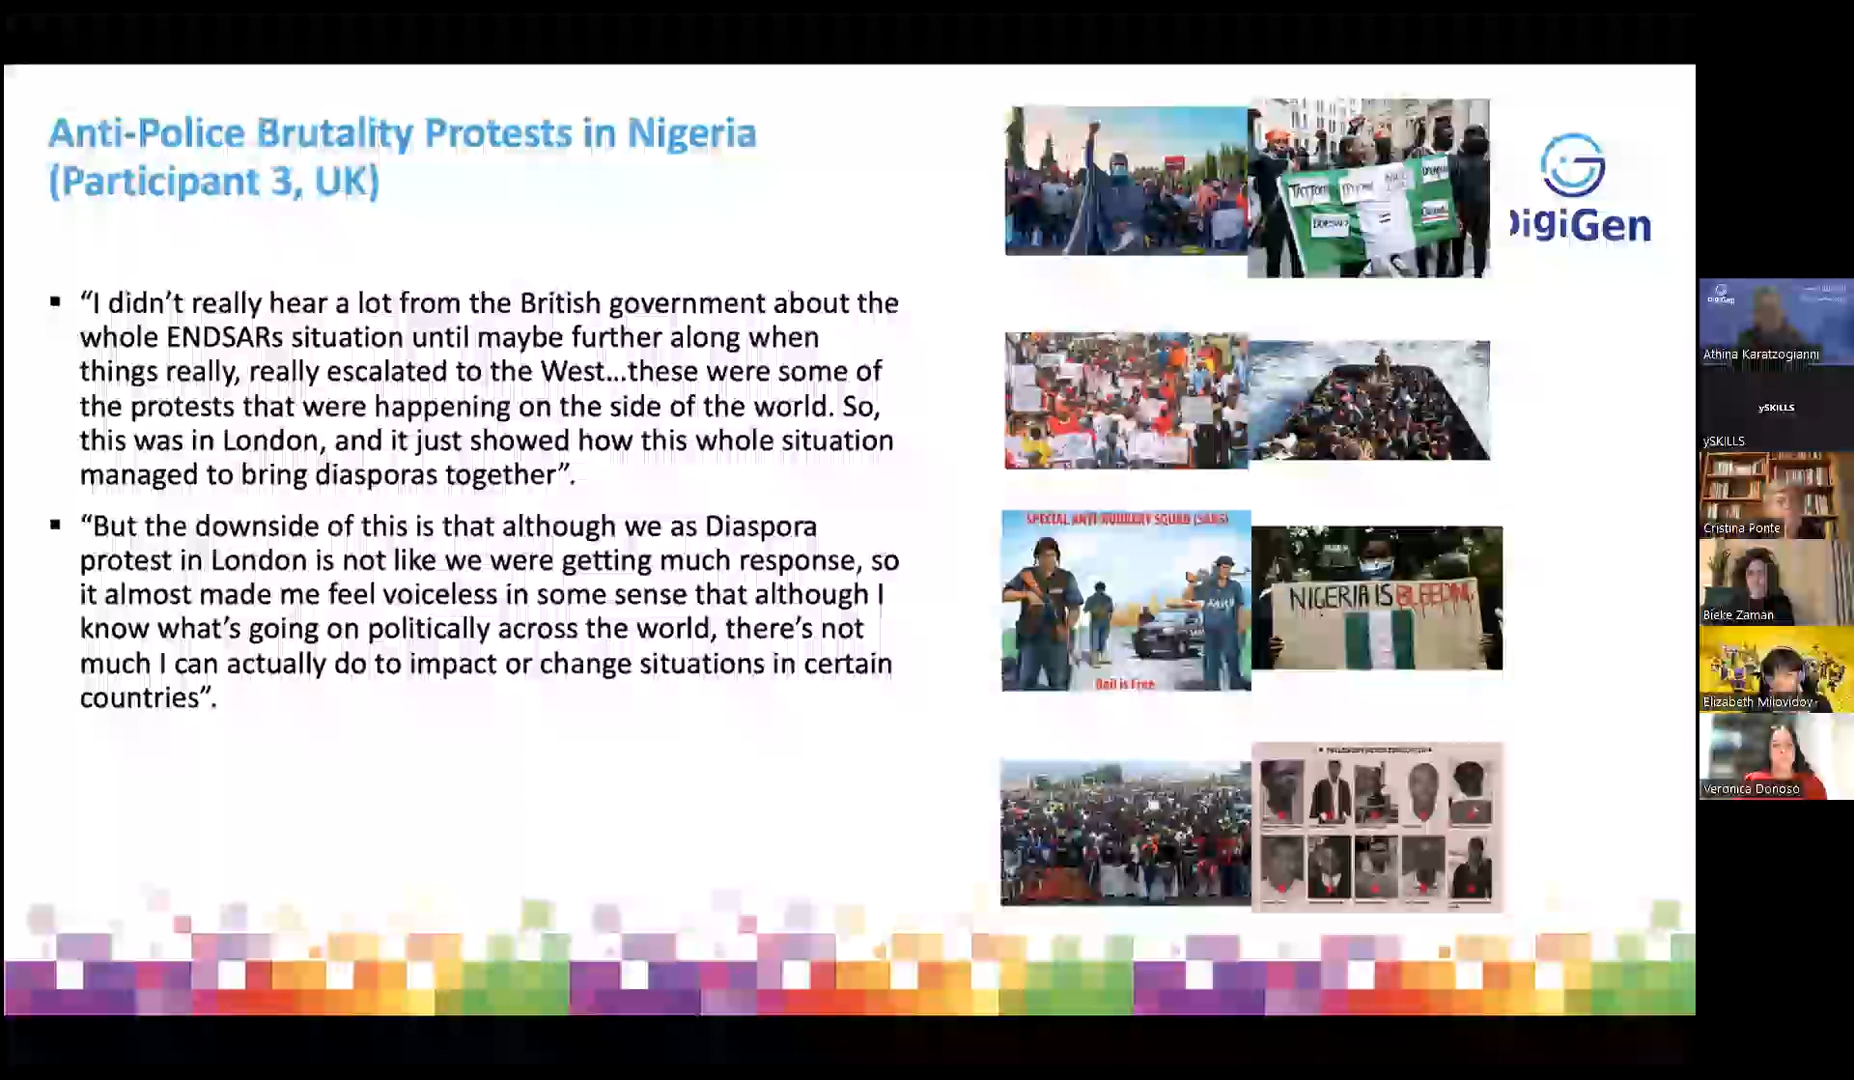 Anti-Police Brutality Protests in Nigeria
(Participant 3, UK)
▪ “I didn’t really hear a lot from the British government about the
whole ENDSARs situation until maybe further along when
things really, really escalated to the West…these were some of
the protests that were happening on the side of the world. So,
this was in London, and it just showed how this whole situation
managed to bring diasporas together”.
▪ “But the downside of this is that although we as Diaspora
protest in London is not like we were getting much response, so
it almost made me feel voiceless in some sense that although I
know what’s going on politically across the world, there’s not
much I can actually do to impact or change situations in certain
countries”.
SPECIAL ANTI-ROBBERY SQUAD (SARS)
Bail is Free
NIGERIA IS BLEEDING
DigiGen
DigiGen
Athina Karatzogianni
ySKILLS
ySKILLS
Cristina Ponte
Bieke Zaman
Elizabeth Milovidov
Veronica Donoso